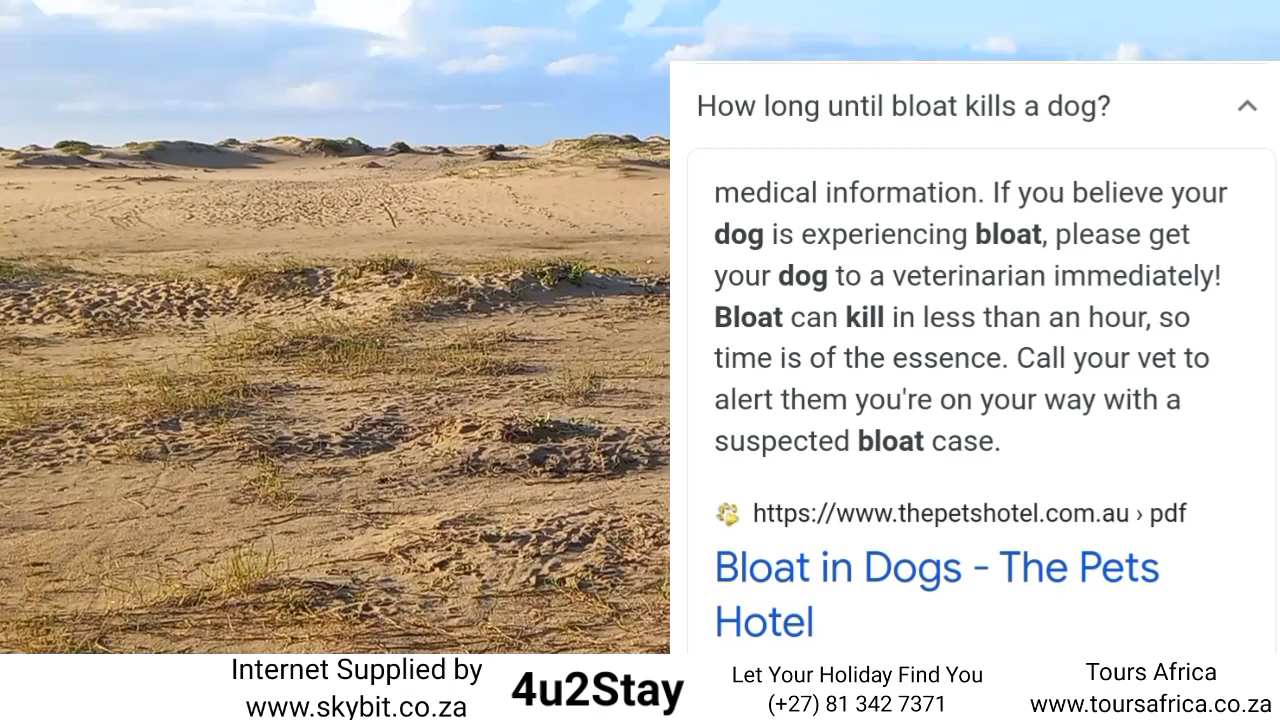 How long until bloat kills a dog?
medical information. If you believe your
dog is experiencing bloat, please get
your dog to a veterinarian immediately!
Bloat can kill in less than an hour, so
time is of the essence. Call your vet to
alert them you're on your way with a
suspected bloat case.
https://www.thepetshotel.com.au › pdf
Bloat in Dogs - The Pets
Hotel
Internet Supplied by
www.skybit.co.za
4u2Stay
Let Your Holiday Find You
(+27) 81 342 7371
Tours Africa
www.toursafrica.co.za